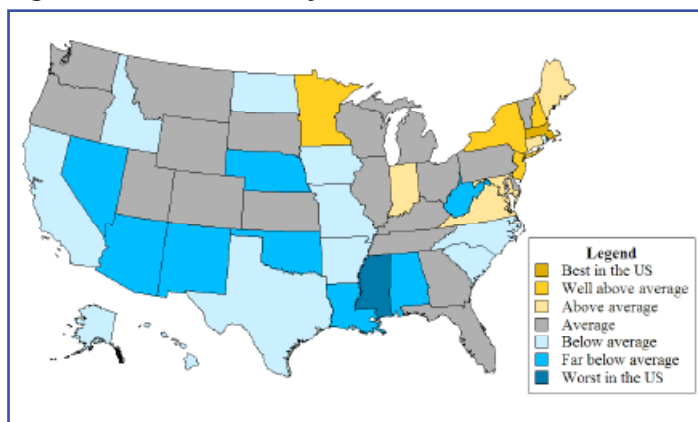 Legend
Best in the US
Well above average
Above average
Average
Below average
Far below average
Worst in the US